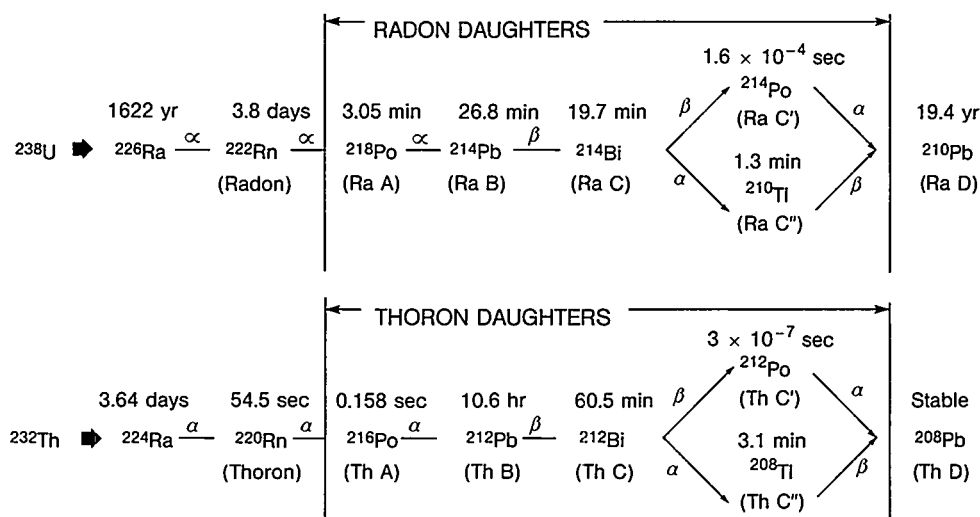 RADON DAUGHTERS
1.6 × 10⁻⁴ sec
²¹⁴Po
(Ra C')
1622 yr 3.8 days 3.05 min 26.8 min 19.7 min β α 19.4 yr
²³⁸U ²²⁶Ra ∝ ²²²Rn ∝ ²¹⁸Po ∝ ²¹⁴Pb β ²¹⁴Bi ²¹⁰Pb
(Radon) (Ra A) (Ra B) (Ra C) α β (Ra D)
1.3 min
²¹⁰Tl
(Ra C")
THORON DAUGHTERS
3 × 10⁻⁷ sec
²¹²Po
(Th C')
3.64 days 54.5 sec 0.158 sec 10.6 hr 60.5 min β α Stable
²³²Th ²²⁴Ra α ²²⁰Rn α ²¹⁶Po α ²¹²Pb β ²¹²Bi ²⁰⁸Pb
(Thoron) (Th A) (Th B) (Th C) α β (Th D)
3.1 min
²⁰⁸Tl
(Th C")